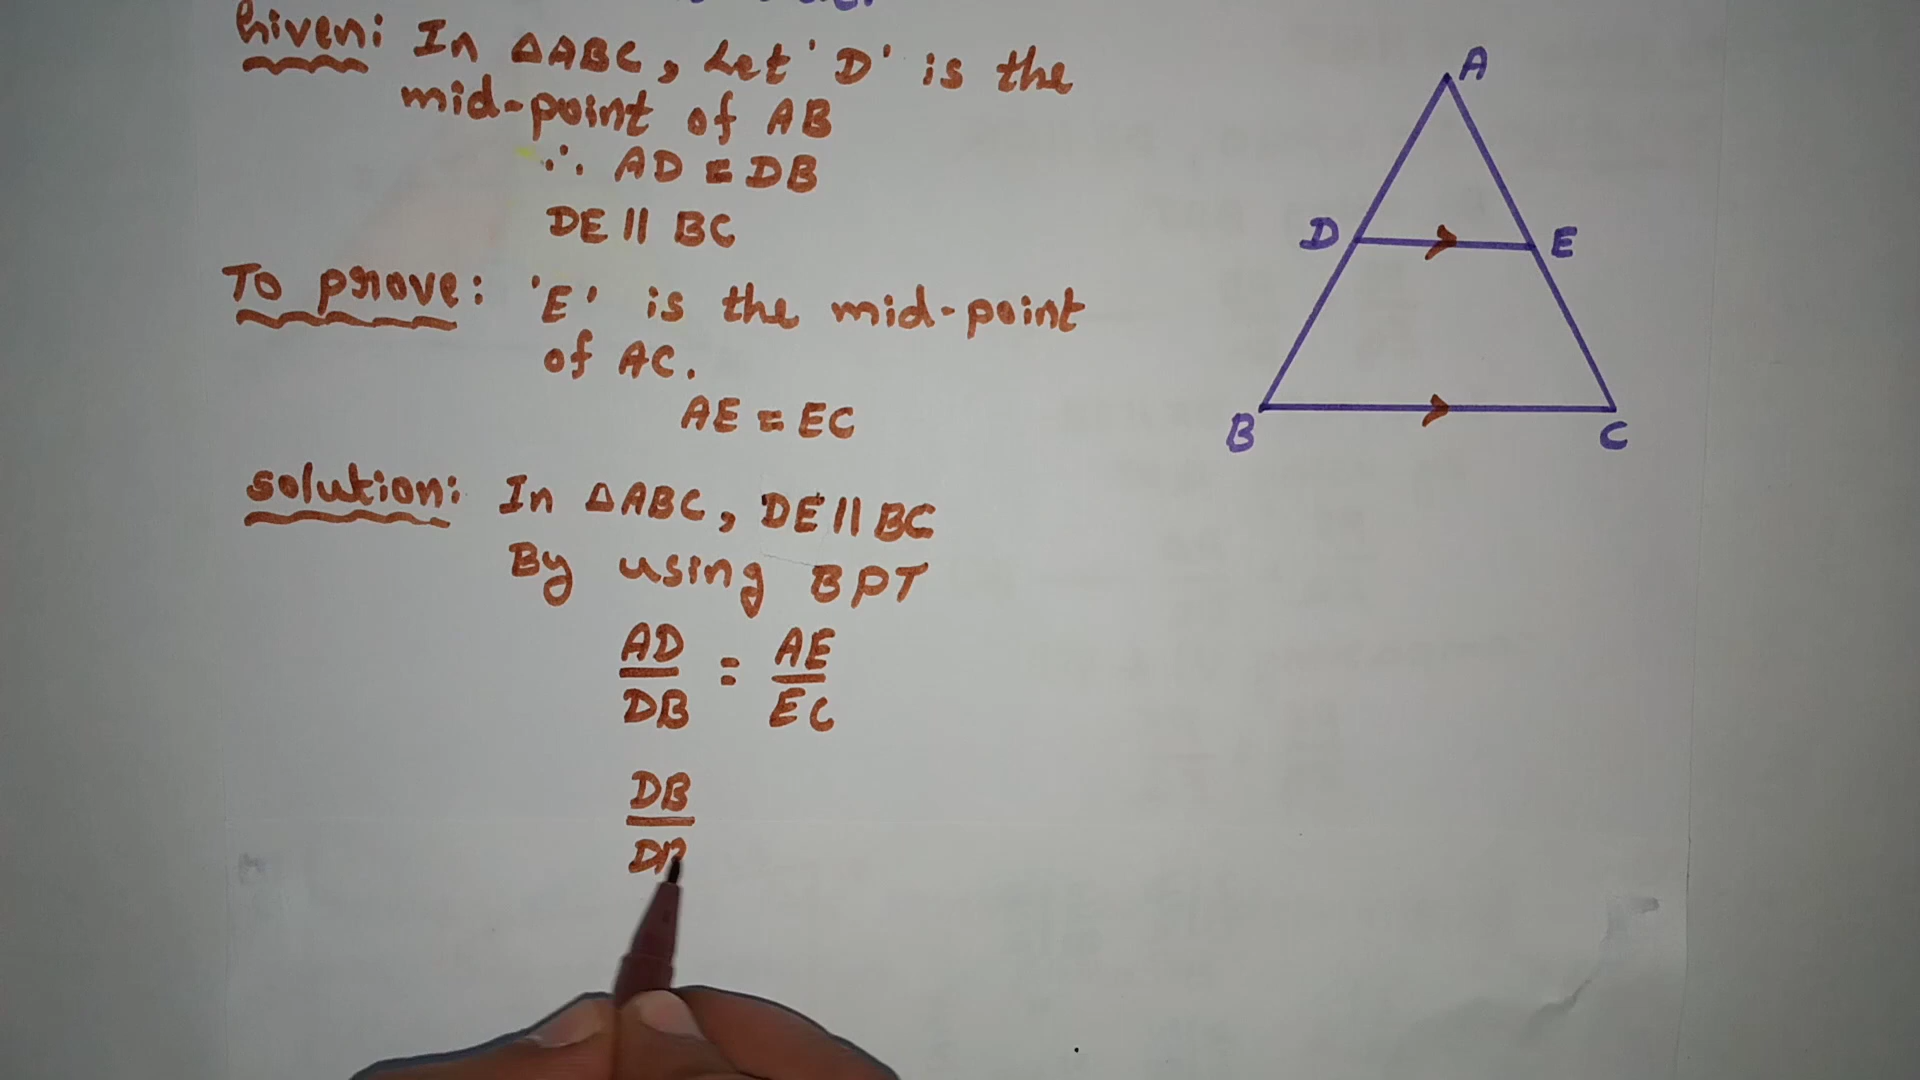 Given: In ΔABC, Let 'D' is the
mid-point of AB
∴ AD = DB
DE || BC
To prove: 'E' is the mid-point
of AC.
AE = EC
solution: In ΔABC, DE || BC
By using BPT
AD/DB = AE/EC
DB/DB
A
D
E
B
C